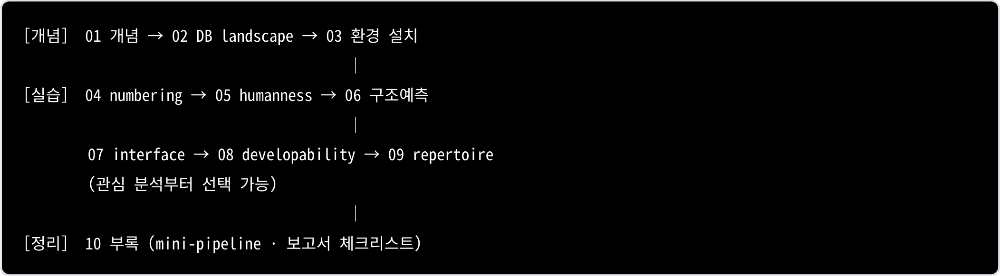 [개념]  01 개념 → 02 DB landscape → 03 환경 설치
│
[실습]  04 numbering → 05 humanness → 06 구조예측
│
07 interface → 08 developability → 09 repertoire
(관심 분석부터 선택 가능)
│
[정리]  10 부록 (mini-pipeline · 보고서 체크리스트)